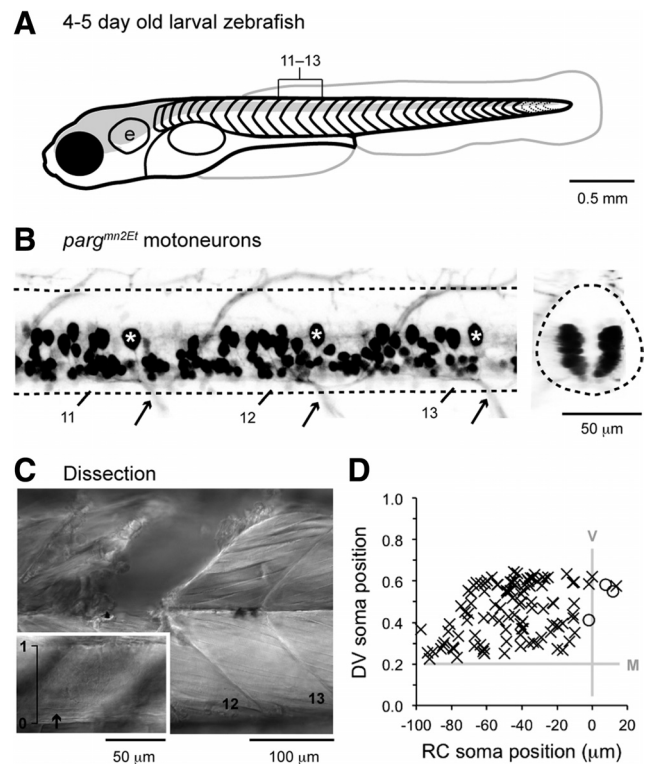 A 4-5 day old larval zebrafish
11–13
e
0.5 mm
B parg^mn2Et motoneurons
* * *
11 12 13
50 µm
C Dissection
1
0
12 13
50 µm 100 µm
D
V
M
DV soma position
1.0
0.8
0.6
0.4
0.2
0.0
-100 -80 -60 -40 -20 0 20
RC soma position (µm)